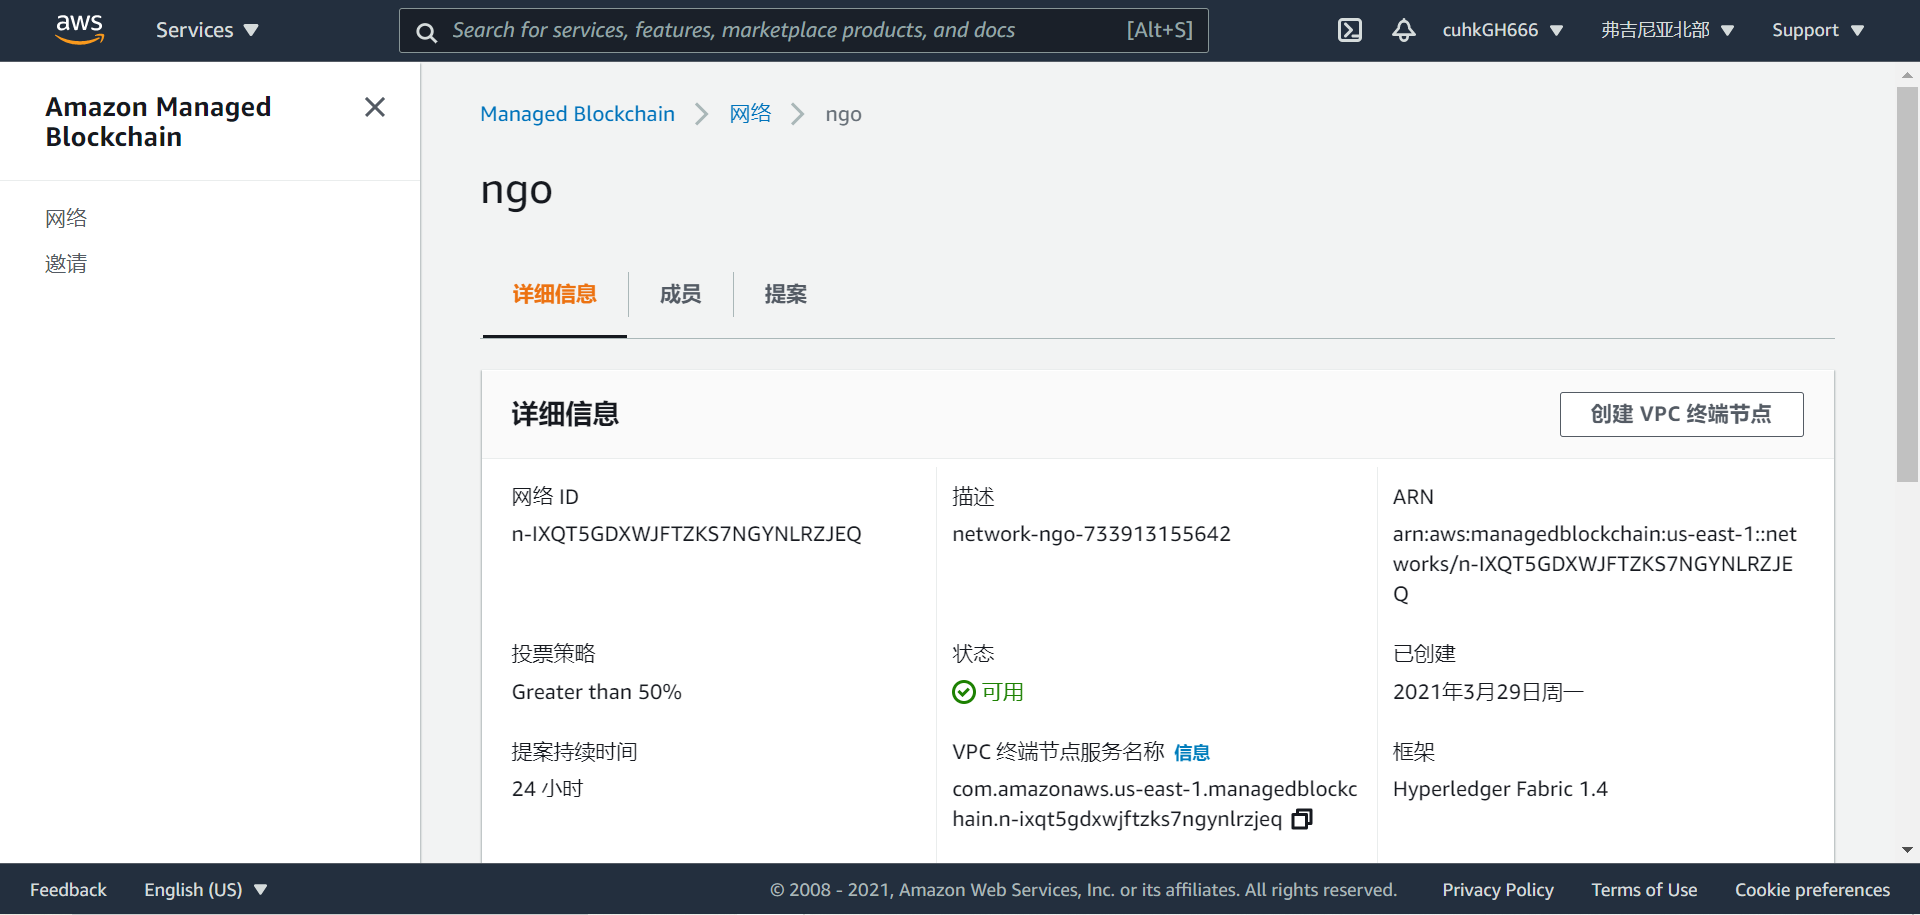 aws
Services
Search for services, features, marketplace products, and docs
[Alt+S]
cuhkGH666
弗吉尼亚北部
Support
Amazon Managed
Blockchain
网络
邀请
Managed Blockchain
网络
ngo
ngo
详细信息
成员
提案
详细信息
创建 VPC 终端节点
网络 ID
n-IXQT5GDXWJFTZKS7NGYNLRZJEQ
描述
network-ngo-733913155642
ARN
arn:aws:managedblockchain:us-east-1::net
works/n-IXQT5GDXWJFTZKS7NGYNLRZJE
Q
投票策略
Greater than 50%
状态
可用
已创建
2021年3月29日周一
提案持续时间
24 小时
VPC 终端节点服务名称 信息
com.amazonaws.us-east-1.managedblockc
hain.n-ixqt5gdxwjftzks7ngynlrzjeq
框架
Hyperledger Fabric 1.4
Feedback
English (US)
© 2008 - 2021, Amazon Web Services, Inc. or its affiliates. All rights reserved.
Privacy Policy
Terms of Use
Cookie preferences